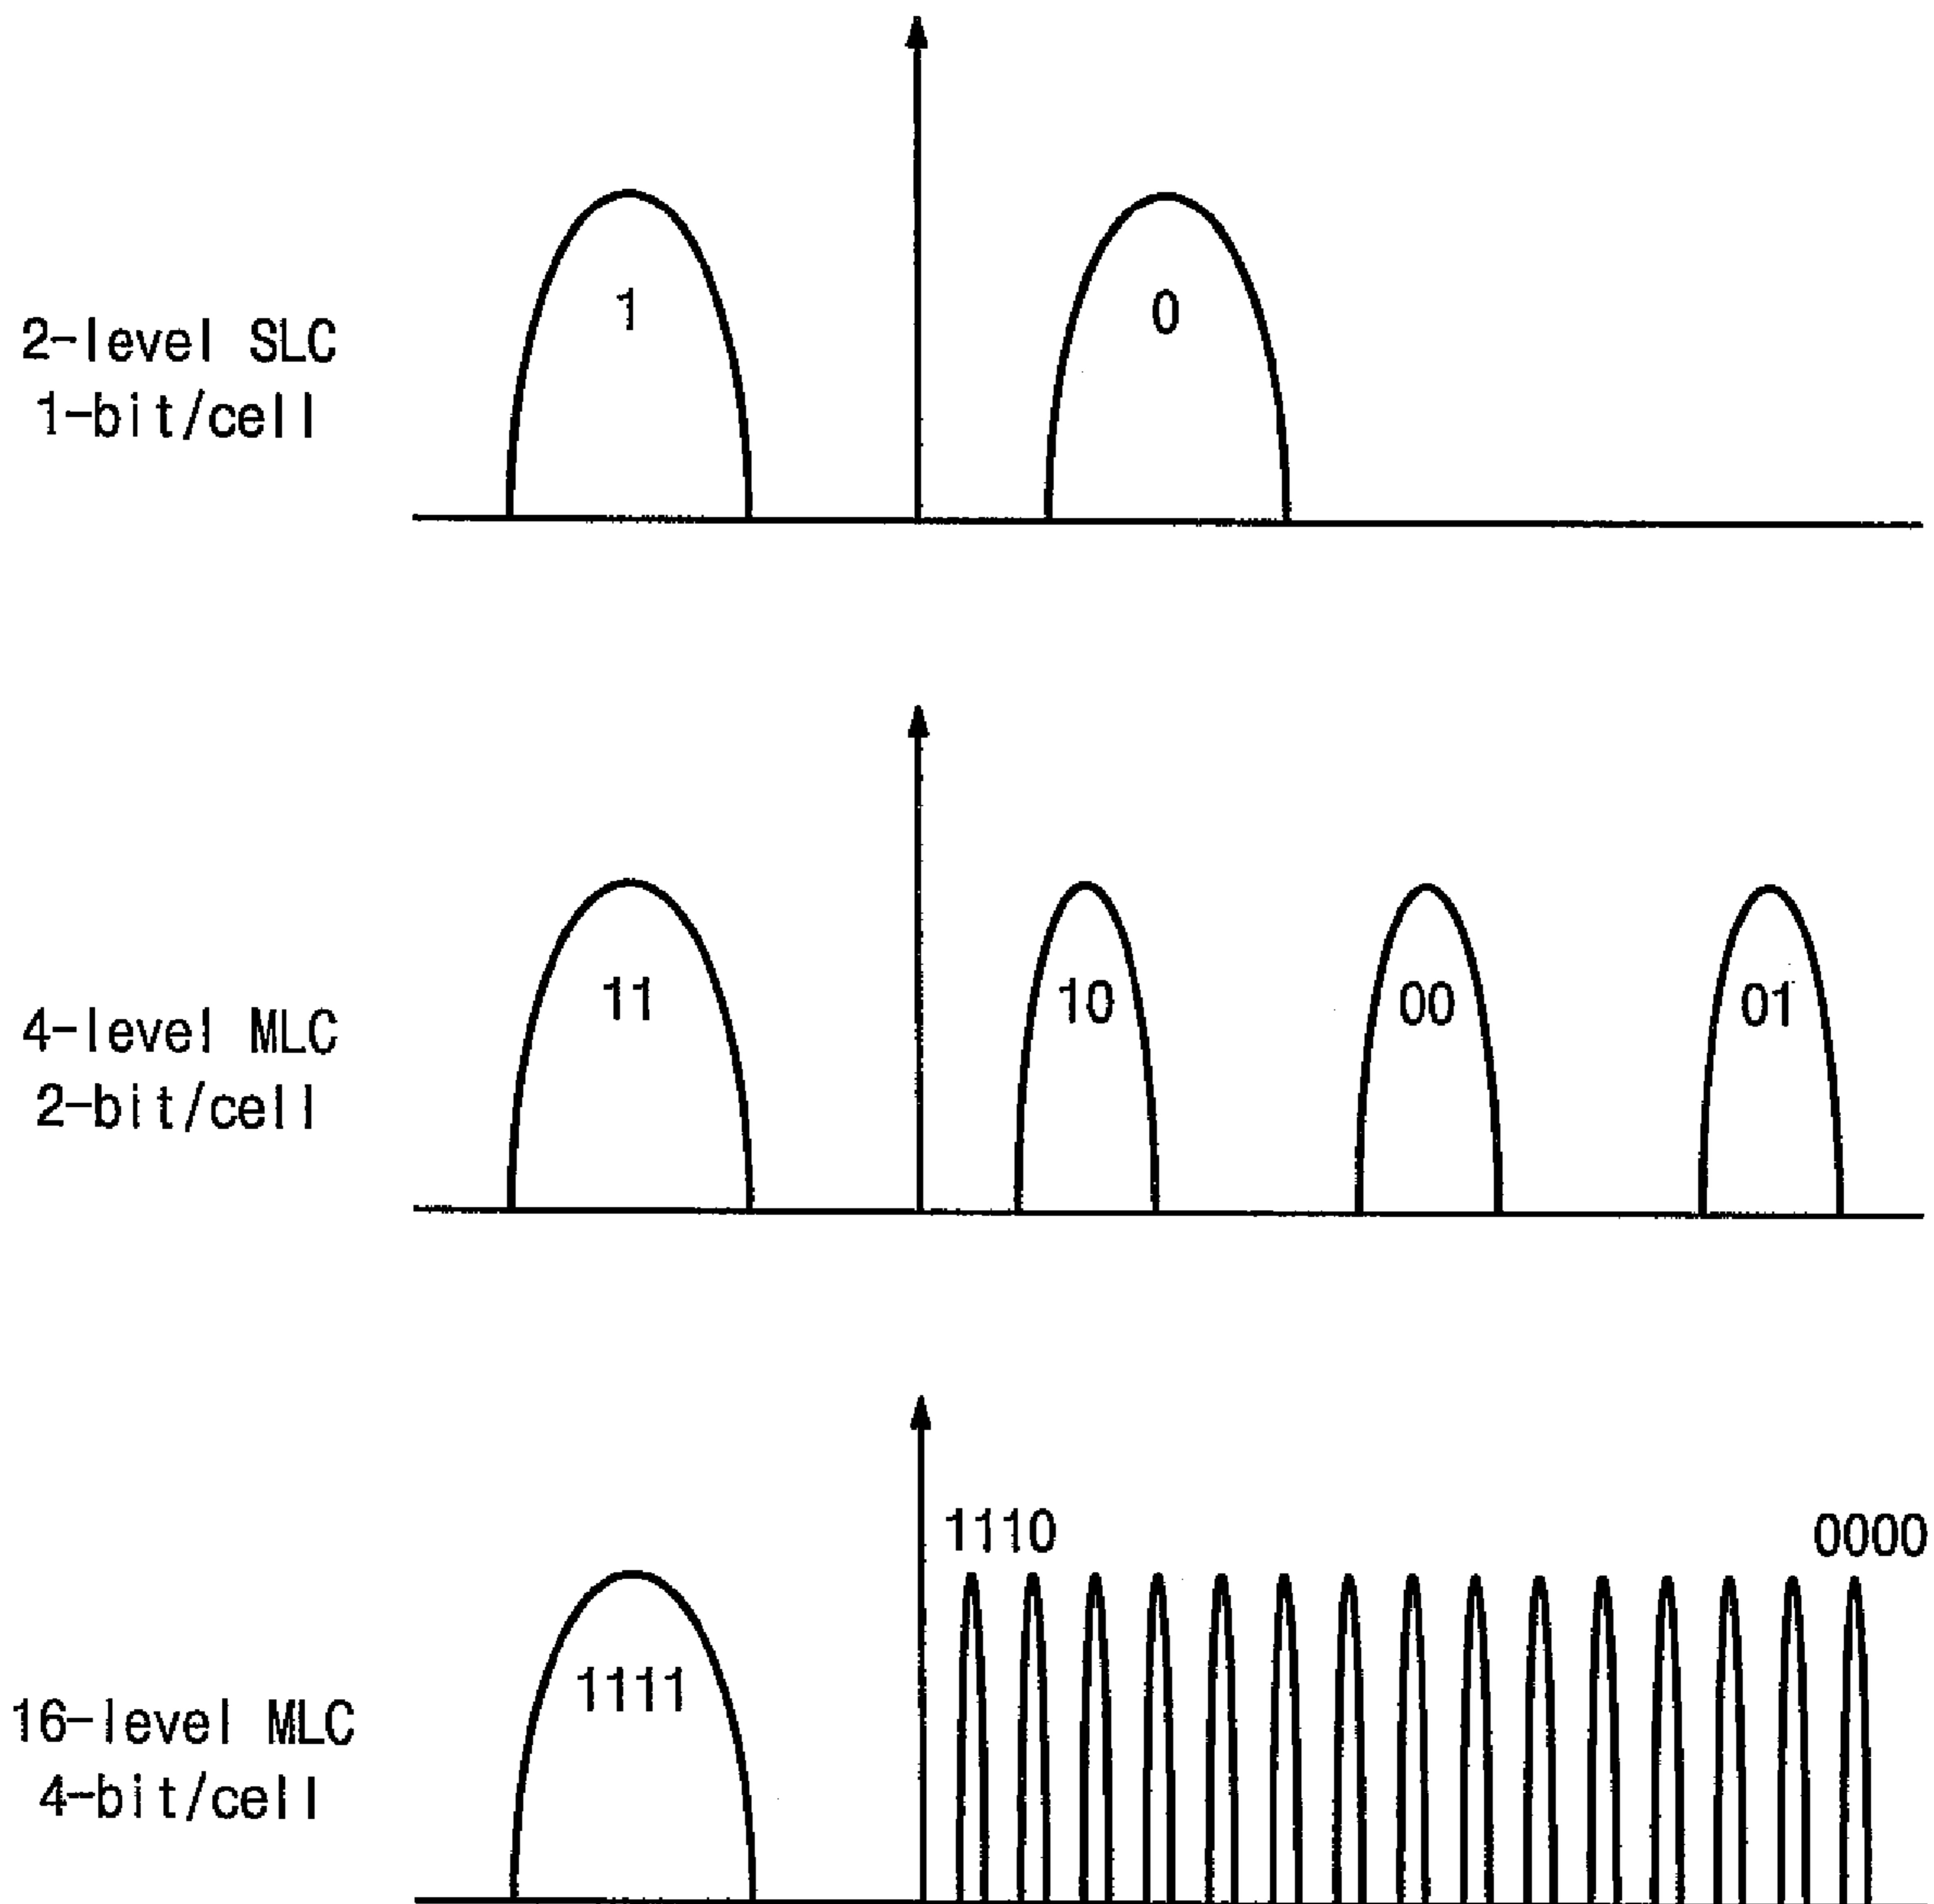 1
0
2-level SLC
1-bit/cell
11
10
00
01
4-level MLC
2-bit/cell
1110
0000
1111
16-level MLC
4-bit/cell